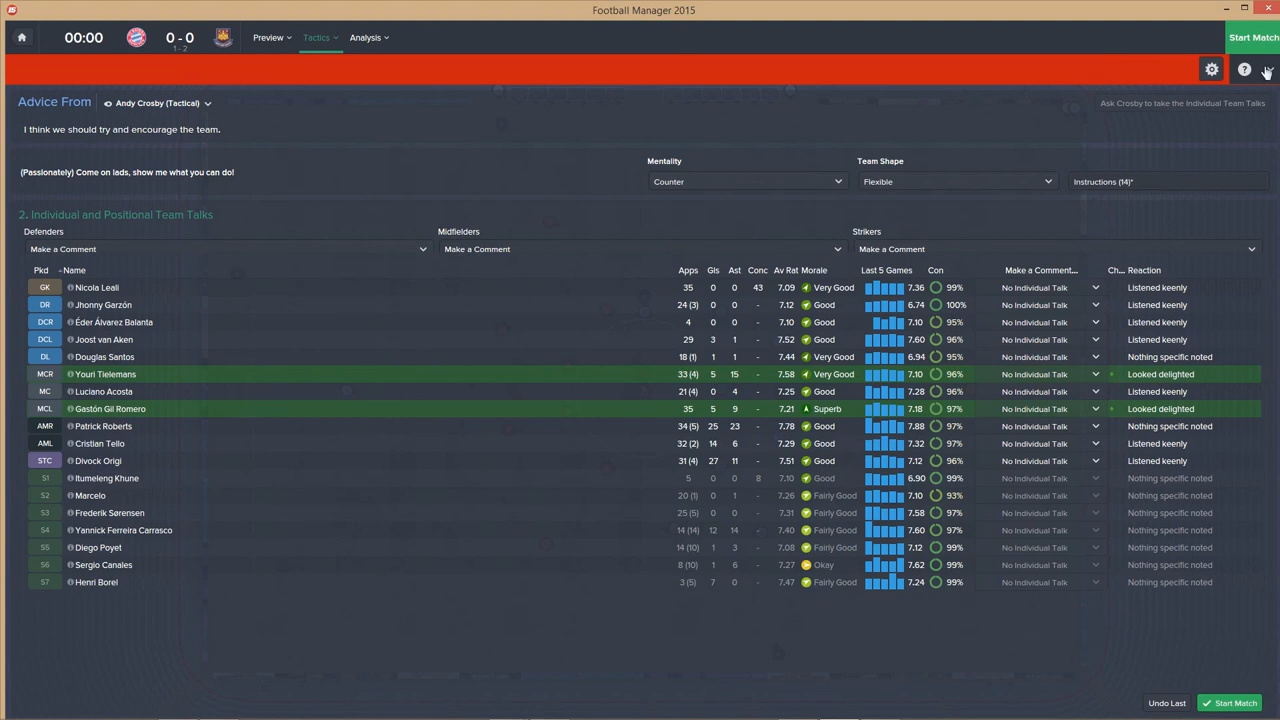 Football Manager 2015
00:00 0 - 0 Preview Tactics Analysis Start Match
1 - 2
?
Advice From Andy Crosby (Tactical) Ask Crosby to take the Individual Team Talks
I think we should try and encourage the team.
Mentality Team Shape
(Passionately) Come on lads, show me what you can do!
Counter Flexible Instructions (14)*
2. Individual and Positional Team Talks
Defenders Midfielders Strikers
Make a Comment Make a Comment Make a Comment
Pkd Name Apps Gls Ast Conc Av Rat Morale Last 5 Games Con Make a Comment... Ch... Reaction
GK Nicola Leali 35 0 0 43 7.09 Very Good 7.36 99% No Individual Talk Listened keenly
DR Jhonny Garzón 24 (3) 0 0 - 7.12 Good 6.74 100% No Individual Talk Listened keenly
DCR Éder Álvarez Balanta 4 0 0 - 7.10 Good 7.10 95% No Individual Talk Listened keenly
DCL Joost van Aken 29 3 1 - 7.52 Good 7.60 96% No Individual Talk Listened keenly
DL Douglas Santos 18 (1) 1 1 - 7.44 Very Good 6.94 95% No Individual Talk Nothing specific noted
MCR Youri Tielemans 33 (4) 5 15 - 7.58 Very Good 7.10 96% No Individual Talk Looked delighted
MC Luciano Acosta 21 (4) 0 4 - 7.25 Good 7.28 96% No Individual Talk Listened keenly
MCL Gastón Gil Romero 35 5 9 - 7.21 Superb 7.18 97% No Individual Talk Looked delighted
AMR Patrick Roberts 34 (5) 25 23 - 7.78 Good 7.88 97% No Individual Talk Nothing specific noted
AML Cristian Tello 32 (2) 14 6 - 7.29 Good 7.32 97% No Individual Talk Listened keenly
STC Divock Origi 31 (4) 27 11 - 7.51 Good 7.12 96% No Individual Talk Listened keenly
S1 Itumeleng Khune 5 0 0 8 7.10 Good 6.90 99% No Individual Talk Nothing specific noted
S2 Marcelo 20 (1) 0 1 - 7.26 Fairly Good 7.10 93% No Individual Talk Nothing specific noted
S3 Frederik Sørensen 25 (5) 0 0 - 7.31 Fairly Good 7.58 97% No Individual Talk Nothing specific noted
S4 Yannick Ferreira Carrasco 14 (14) 12 14 - 7.40 Fairly Good 7.60 97% No Individual Talk Nothing specific noted
S5 Diego Poyet 14 (10) 1 3 - 7.08 Fairly Good 7.12 99% No Individual Talk Nothing specific noted
S6 Sergio Canales 8 (10) 1 6 - 7.27 Okay 7.62 99% No Individual Talk Nothing specific noted
S7 Henri Borel 3 (5) 7 0 - 7.47 Fairly Good 7.24 99% No Individual Talk Nothing specific noted
Undo Last Start Match